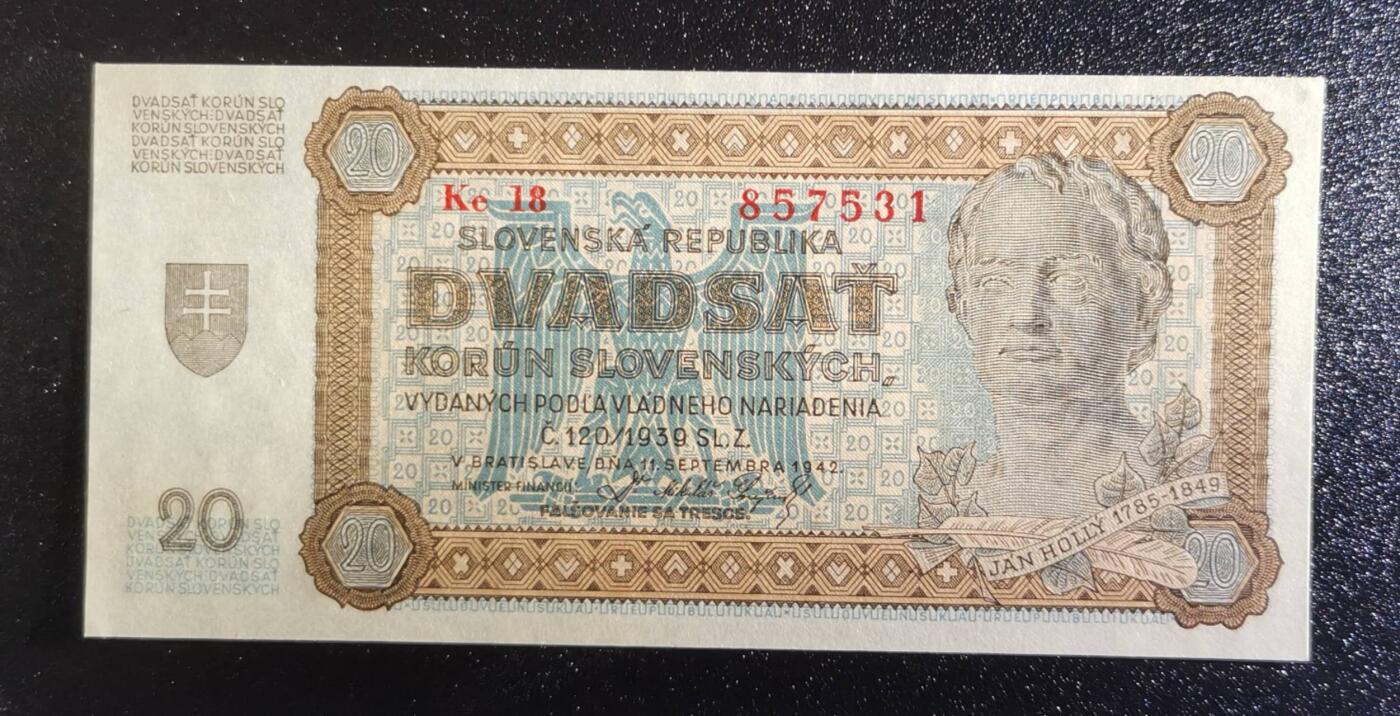 DVADSAŤ KORÚN SLO
VENSKÝCH:DVADSAŤ
KORÚN SLOVENSKÝCH
DVADSAŤ KORÚN SLO
VENSKÝCH:DVADSAŤ
KORÚN SLOVENSKÝCH
20
20
Ke 18 857531
SLOVENSKÁ REPUBLIKA
DVADSAŤ
KORÚN SLOVENSKÝCH,
VYDANÝCH PODĽA VLÁDNEHO NARIADENIA
Č. 120/1939 SL. Z.
V BRATISLAVE, DŇA 11. SEPTEMBRA 1942.
MINISTER FINANCIÍ:
FALŠOVANIE SA TRESCE.
20
DVADSAŤ KORÚN SLO
VENSKÝCH:DVADSAŤ
KORÚN SLOVENSKÝCH
DVADSAŤ KORÚN SLO
VENSKÝCH:DVADSAŤ
KORÚN SLOVENSKÝCH
20
JÁN HOLLÝ 1785-1849
20